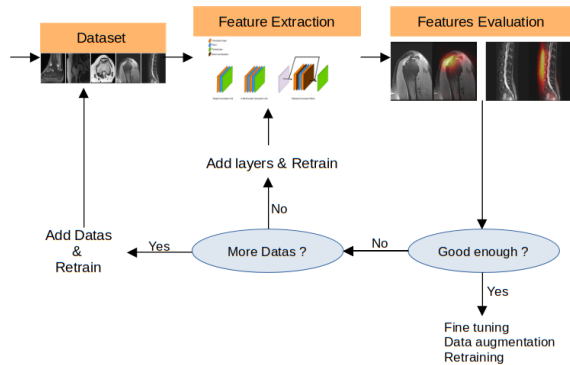 Dataset
Feature Extraction
Features Evaluation
Add layers & Retrain
No
Add Datas
&
Retrain
Yes
More Datas ?
No
Good enough ?
Yes
Fine tuning
Data augmentation
Retraining